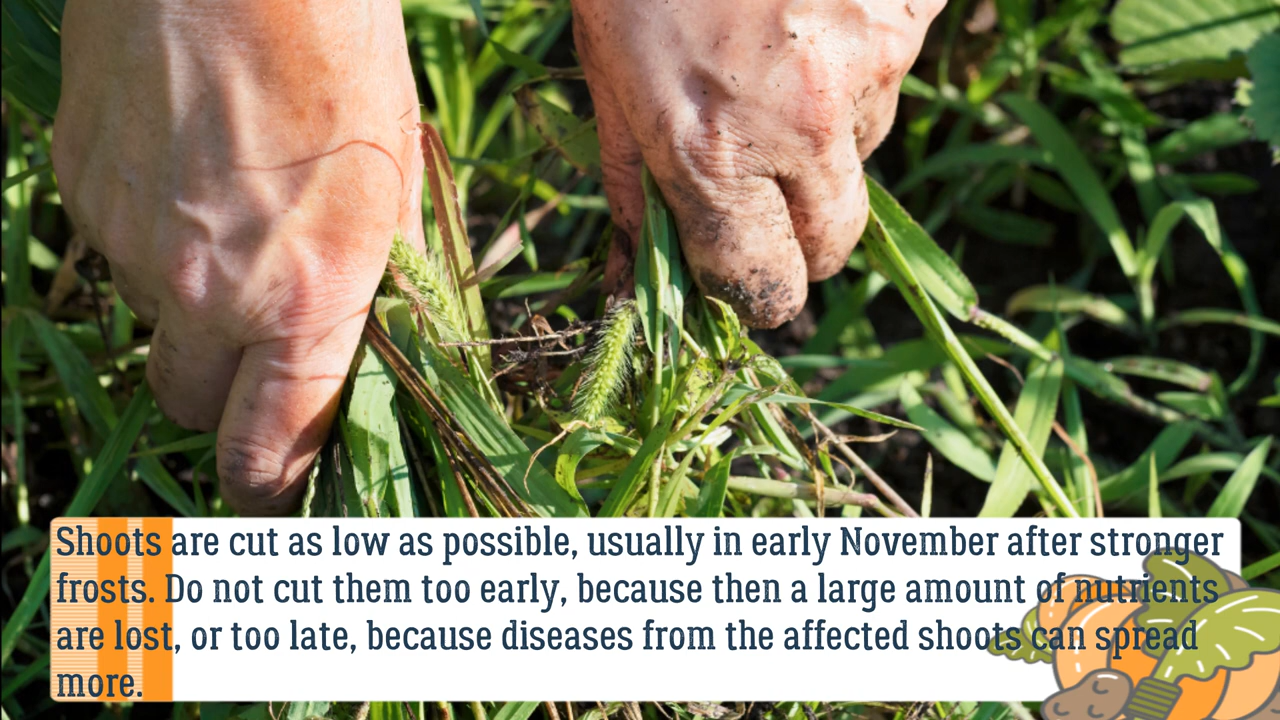 Shoots are cut as low as possible, usually in early November after stronger
frosts. Do not cut them too early, because then a large amount of nutrients
are lost, or too late, because diseases from the affected shoots can spread
more.